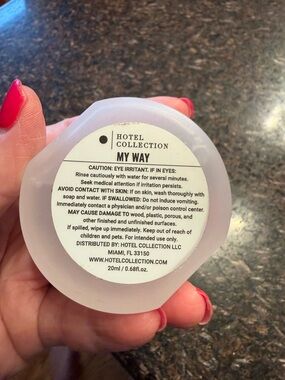 HOTEL
COLLECTION
MY WAY
CAUTION: EYE IRRITANT. IF IN EYES:
Rinse cautiously with water for several minutes.
Seek medical attention if irritation persists.
AVOID CONTACT WITH SKIN: If on skin, wash thoroughly with
soap and water. IF SWALLOWED: Do not induce vomiting.
Immediately contact a physician and/or poison control center.
MAY CAUSE DAMAGE TO wood, plastic, porous, and
other finished and unfinished surfaces.
If spilled, wipe up immediately. Keep out of reach of
children and pets. For intended use only.
DISTRIBUTED BY: HOTEL COLLECTION LLC
MIAMI, FL 33150
WWW.HOTELCOLLECTION.COM
20ml / 0.68fl.oz.